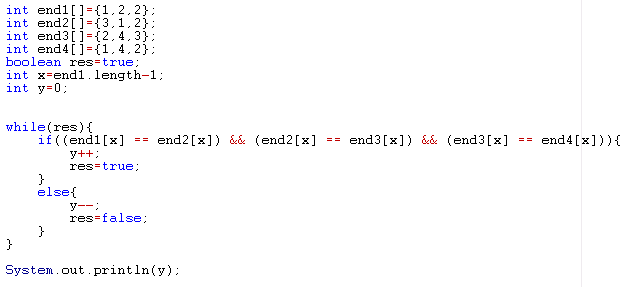 int end1[]={1,2,2};
int end2[]={3,1,2};
int end3[]={2,4,3};
int end4[]={1,4,2};
boolean res=true;
int x=end1.length-1;
int y=0;
while(res){
if((end1[x] == end2[x]) && (end2[x] == end3[x]) && (end3[x] == end4[x])){
y++;
res=true;
}
else{
y--;
res=false;
}
}
System.out.println(y);